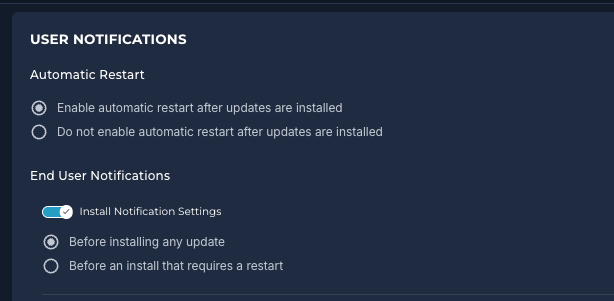 USER NOTIFICATIONS
Automatic Restart
Enable automatic restart after updates are installed
Do not enable automatic restart after updates are installed
End User Notifications
Install Notification Settings
Before installing any update
Before an install that requires a restart